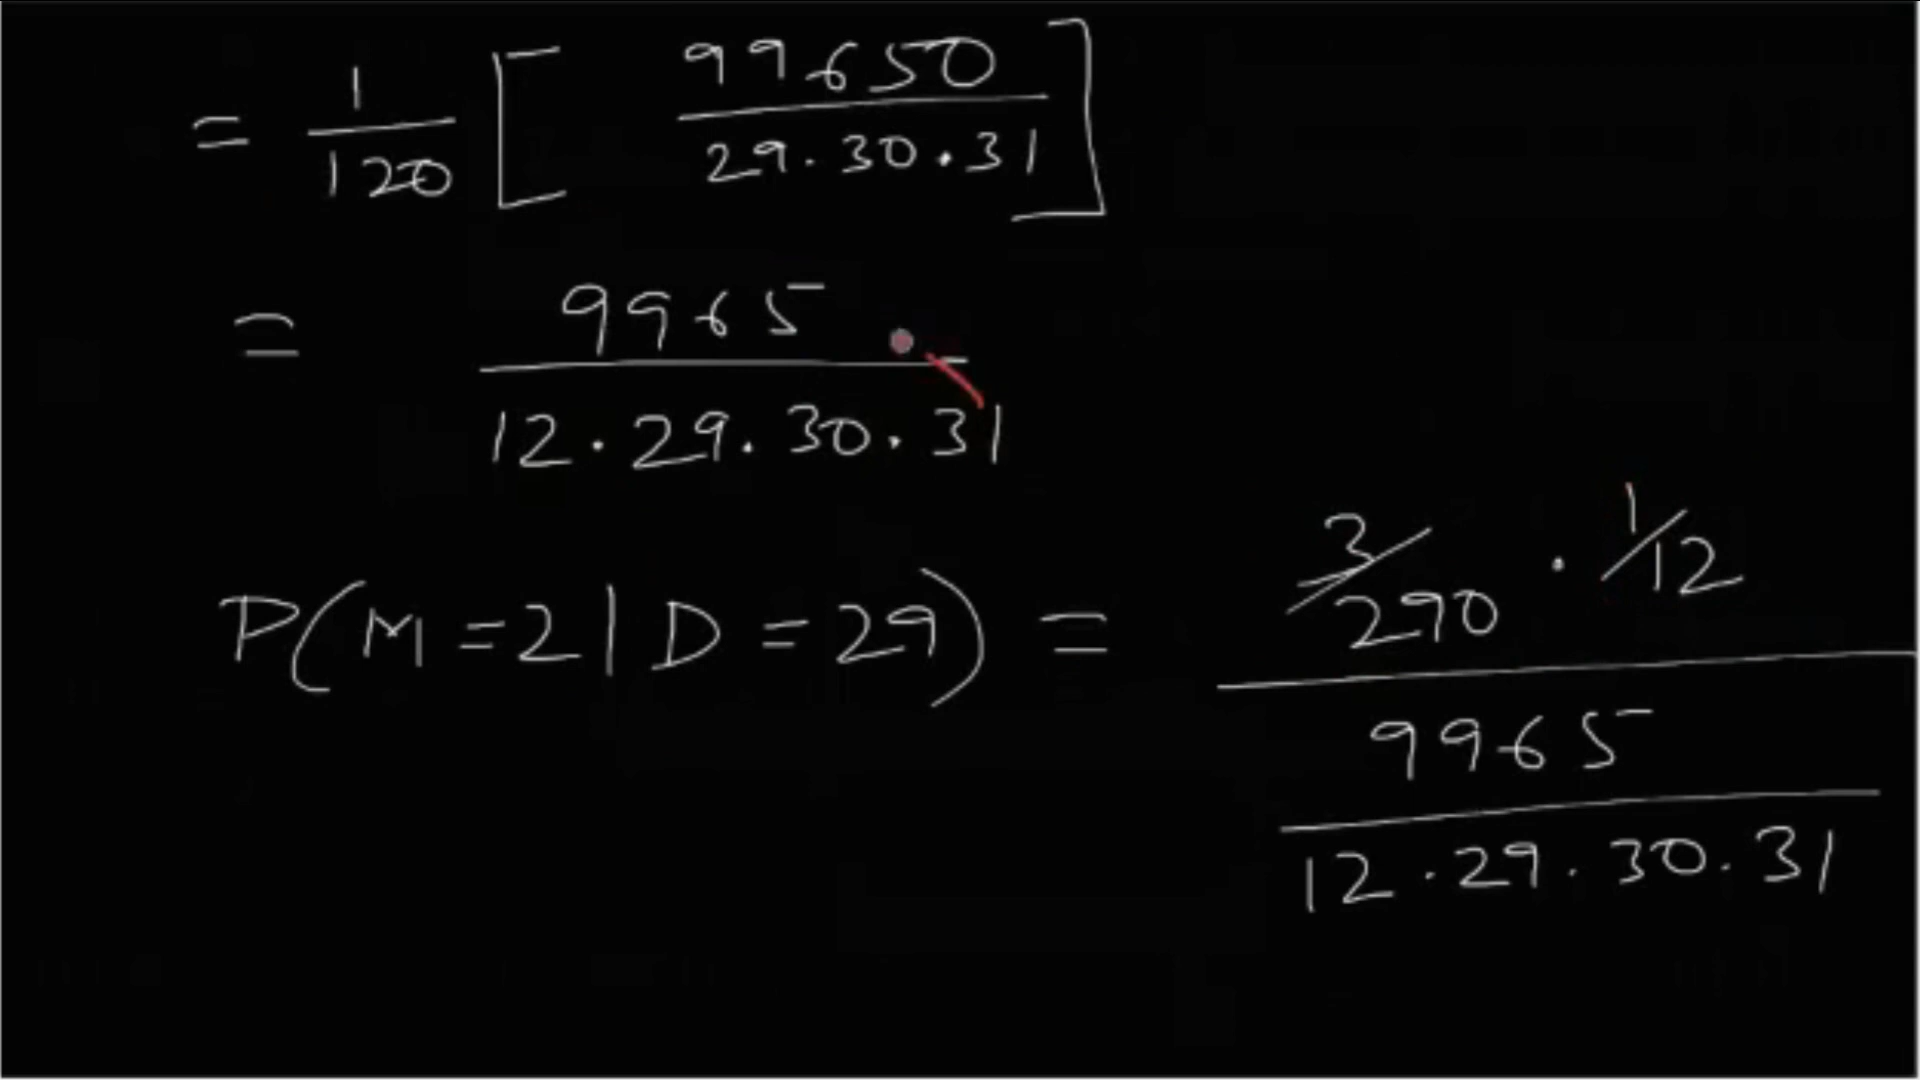 = 1/120 [ 99650 / 29.30.31 ]
= 9965 / 12.29.30.31
P(M=2|D=29) = 3/290 . 1/12
9965
12.29.30.31